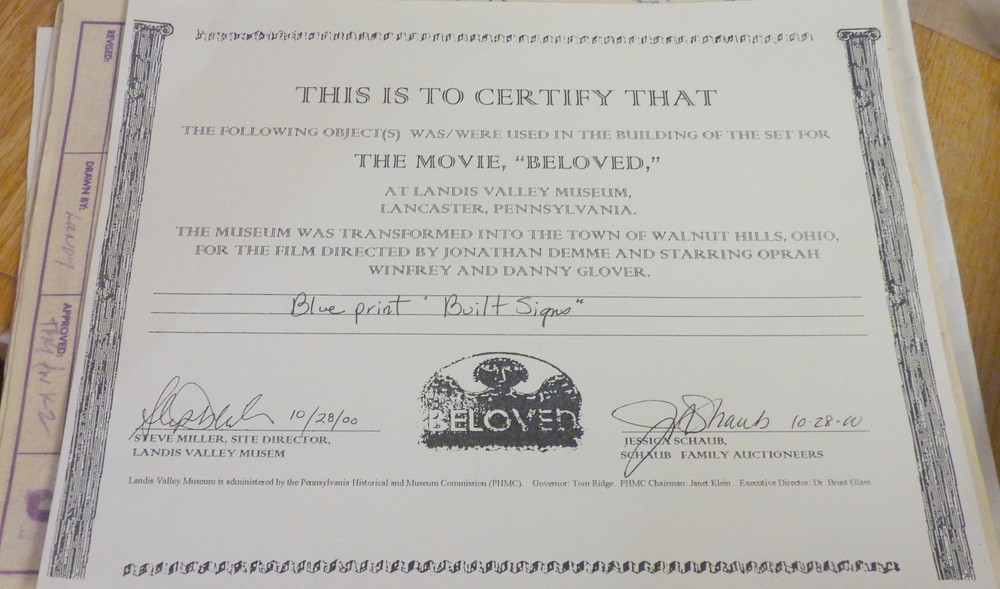 THIS IS TO CERTIFY THAT
THE FOLLOWING OBJECT(S) WAS/WERE USED IN THE BUILDING OF THE SET FOR
THE MOVIE, “BELOVED,”
AT LANDIS VALLEY MUSEUM,
LANCASTER, PENNSYLVANIA.
THE MUSEUM WAS TRANSFORMED INTO THE TOWN OF WALNUT HILLS, OHIO,
FOR THE FILM DIRECTED BY JONATHAN DEMME AND STARRING OPRAH
WINFREY AND DANNY GLOVER.
Blue print ' Built Signs"
BELOVED
10/28/00
STEVE MILLER, SITE DIRECTOR,
LANDIS VALLEY MUSEM
J Schaub 10-28-00
JESSICA SCHAUB,
SCHAUB FAMILY AUCTIONEERS
Landis Valley Museum is administered by the Pennsylvania Historical and Museum Commission (PHMC). Governor: Tom Ridge. PHMC Chairman: Janet Klein . Executive Director: Dr. Brent Glass
REVISED:
DRAWN BY:
APPROVED: